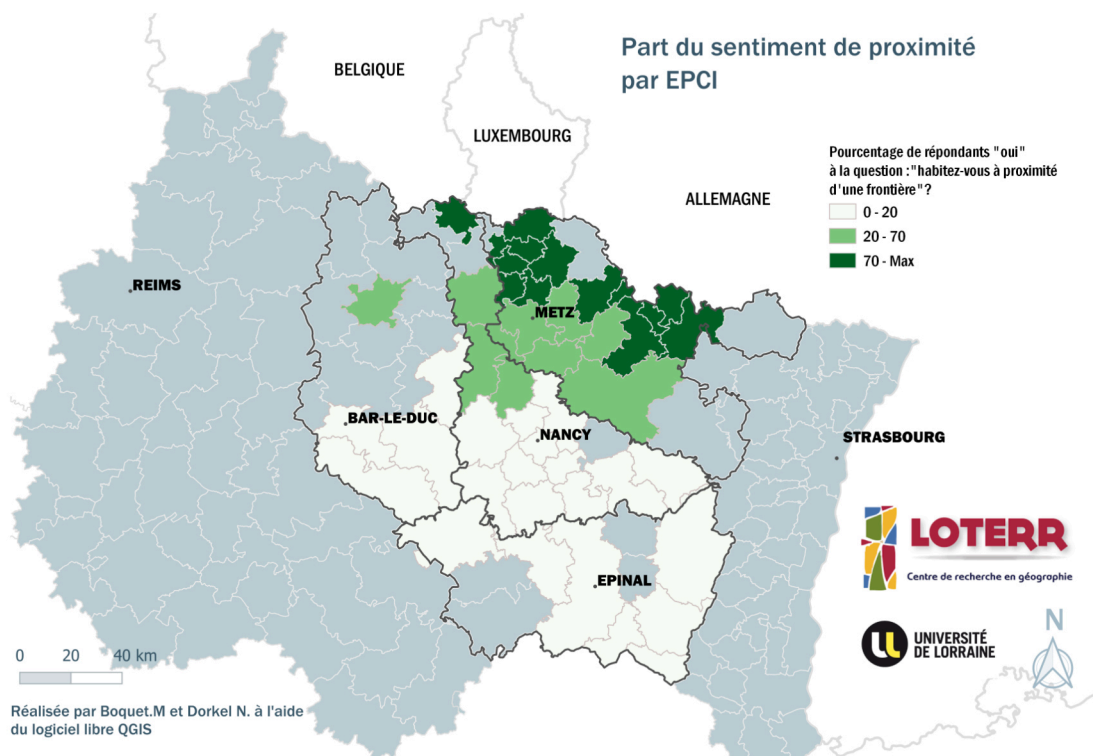 Part du sentiment de proximité
par EPCI
BELGIQUE
LUXEMBOURG
ALLEMAGNE
Pourcentage de répondants "oui"
à la question :"habitez-vous à proximité
d'une frontière"?
0 - 20
20 - 70
70 - Max
REIMS
METZ
BAR-LE-DUC
NANCY
STRASBOURG
EPINAL
LOTERR
Centre de recherche en géographie
UNIVERSITÉ
DE LORRAINE
N
0 20 40 km
Réalisée par Boquet.M et Dorkel N. à l'aide
du logiciel libre QGIS